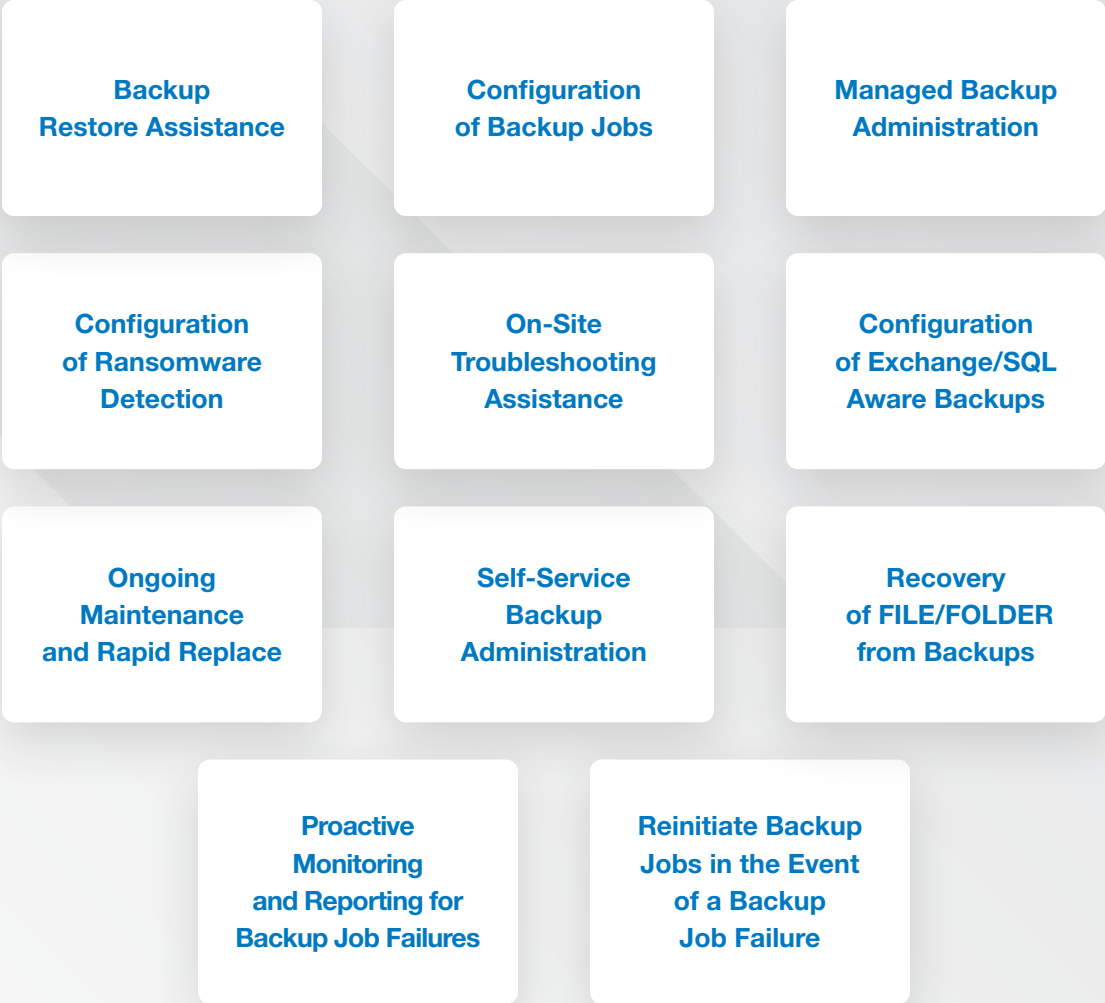 Backup
Restore Assistance
Configuration
of Backup Jobs
Managed Backup
Administration
Configuration
of Ransomware
Detection
On-Site
Troubleshooting
Assistance
Configuration
of Exchange/SQL
Aware Backups
Ongoing
Maintenance
and Rapid Replace
Self-Service
Backup
Administration
Recovery
of FILE/FOLDER
from Backups
Proactive
Monitoring
and Reporting for
Backup Job Failures
Reinitiate Backup
Jobs in the Event
of a Backup
Job Failure